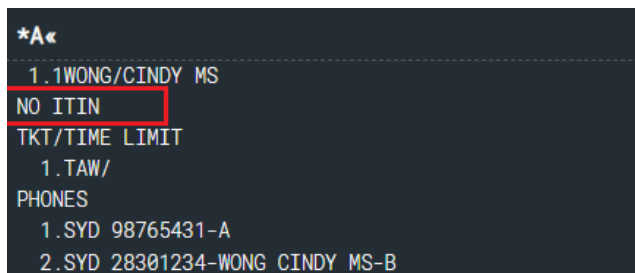 *A«
1.1WONG/CINDY MS
NO ITIN
TKT/TIME LIMIT
1.TAW/
PHONES
1.SYD 98765431-A
2.SYD 28301234-WONG CINDY MS-B